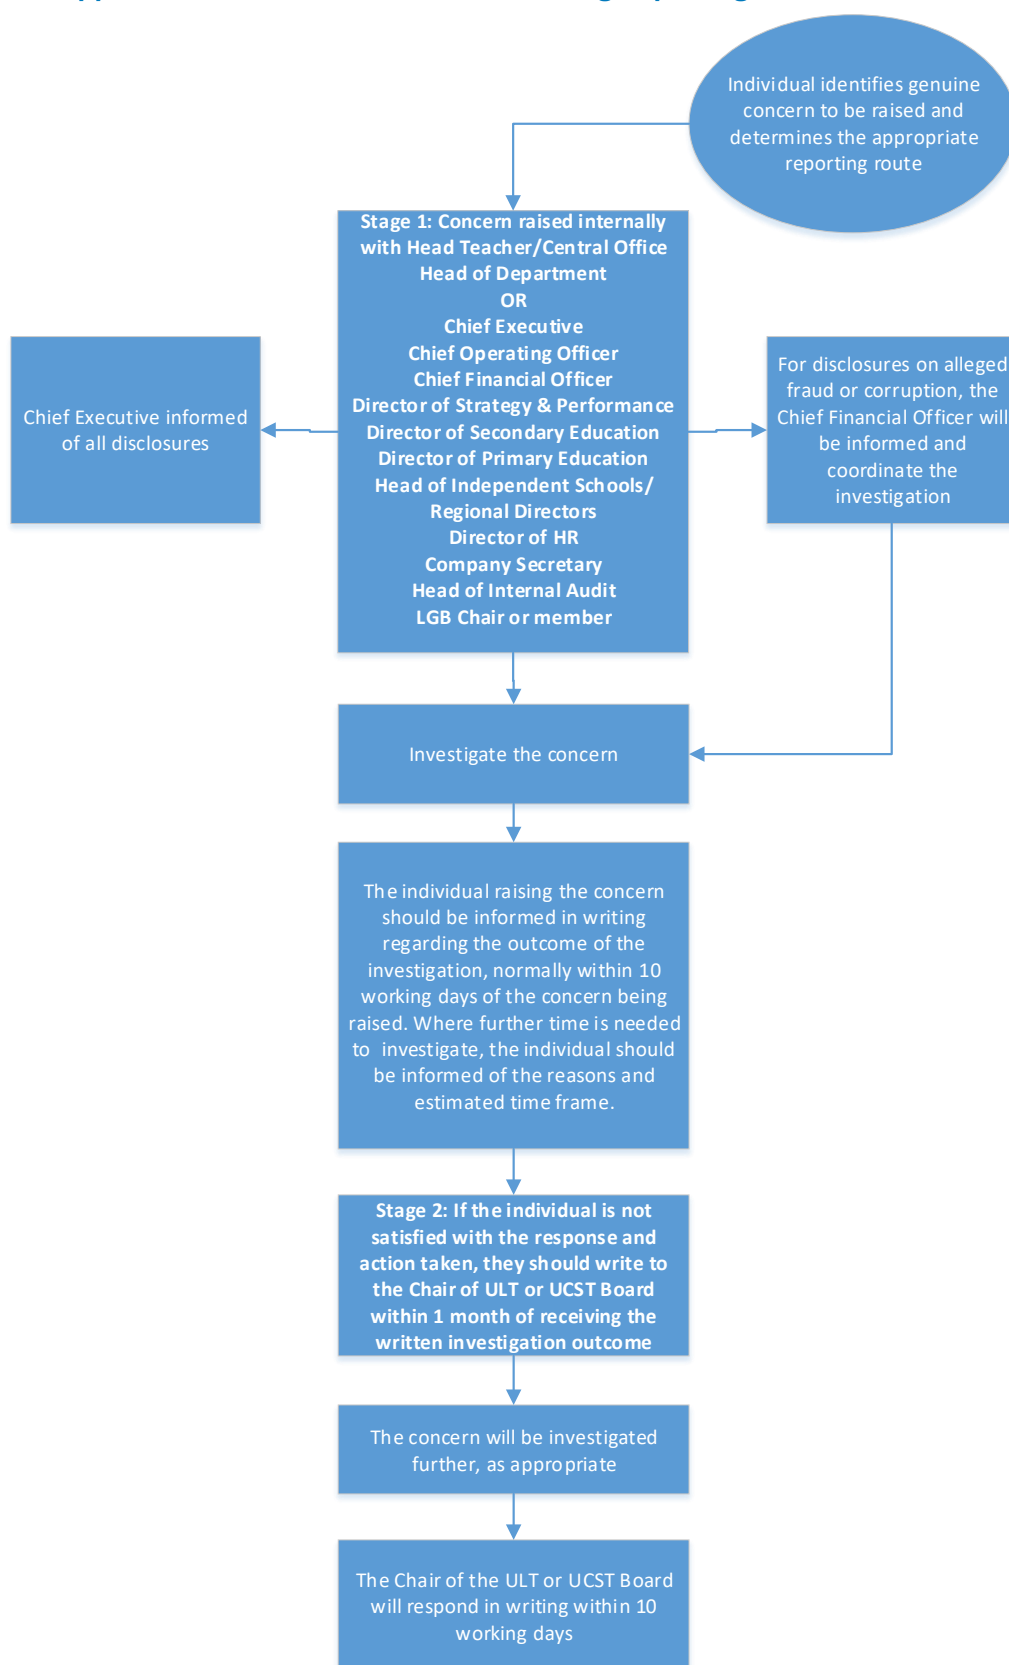 Individual identifies genuine
concern to be raised and
determines the appropriate
reporting route
Stage 1: Concern raised internally
with Head Teacher/Central Office
Head of Department
OR
Chief Executive
Chief Operating Officer
Chief Financial Officer
Director of Strategy & Performance
Director of Secondary Education
Director of Primary Education
Head of Independent Schools/
Regional Directors
Director of HR
Company Secretary
Head of Internal Audit
LGB Chair or member
Chief Executive informed
of all disclosures
For disclosures on alleged
fraud or corruption, the
Chief Financial Officer will
be informed and
coordinate the
investigation
Investigate the concern
The individual raising the concern
should be informed in writing
regarding the outcome of the
investigation, normally within 10
working days of the concern being
raised. Where further time is needed
to investigate, the individual should
be informed of the reasons and
estimated time frame.
Stage 2: If the individual is not
satisfied with the response and
action taken, they should write to
the Chair of ULT or UCST Board
within 1 month of receiving the
written investigation outcome
The concern will be investigated
further, as appropriate
The Chair of the ULT or UCST Board
will respond in writing within 10
working days